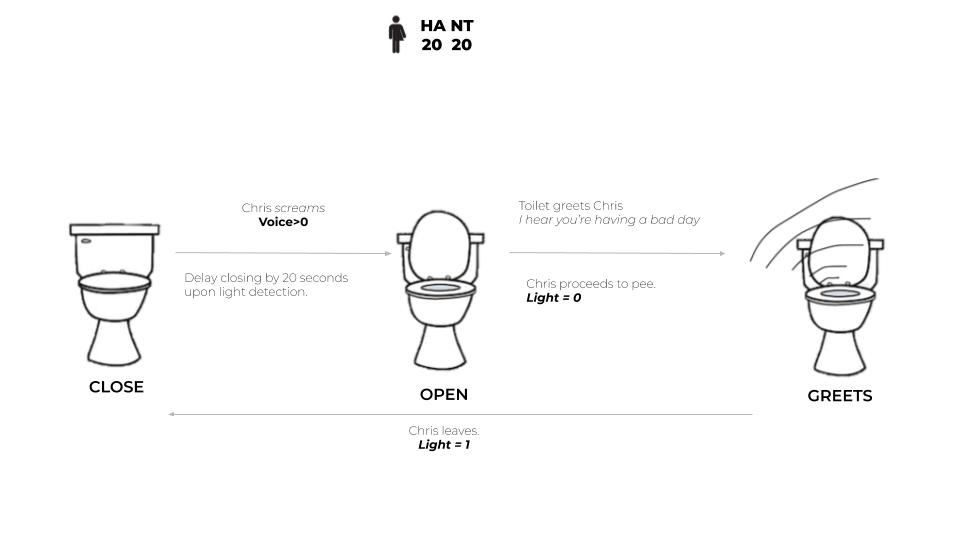 HA NT
20 20
Chris screams
Voice>0
Delay closing by 20 seconds
upon light detection.
Toilet greets Chris
I hear you're having a bad day
Chris proceeds to pee.
Light = 0
CLOSE
OPEN
GREETS
Chris leaves.
Light = 1